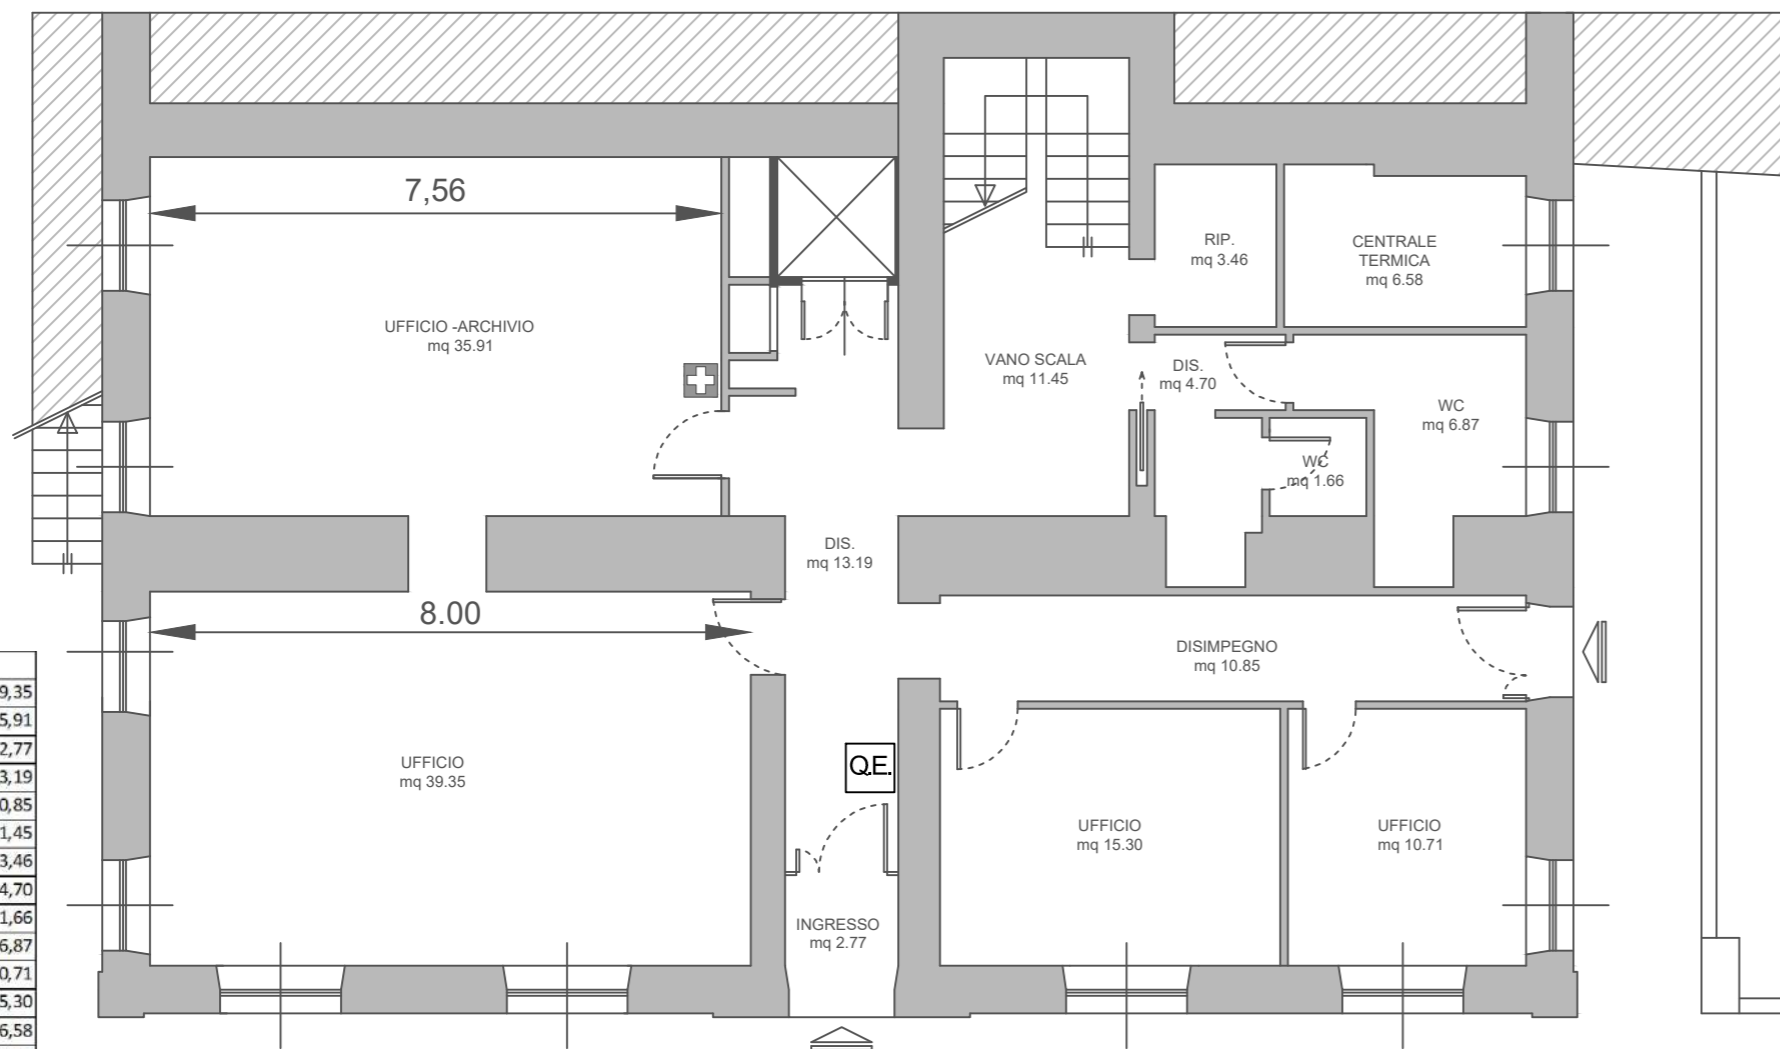 7,56
UFFICIO -ARCHIVIO
mq 35.91
RIP.
mq 3.46
CENTRALE
TERMICA
mq 6.58
VANO SCALA
mq 11.45
DIS.
mq 4.70
WC
mq 6.87
WC
mq 1.66
DIS.
mq 13.19
8.00
DISIMPEGNO
mq 10.85
UFFICIO
mq 39.35
Q.E.
UFFICIO
mq 15.30
UFFICIO
mq 10.71
INGRESSO
mq 2.77
9,35
5,91
2,77
3,19
0,85
1,45
3,46
4,70
1,66
6,87
0,71
5,30
6,58